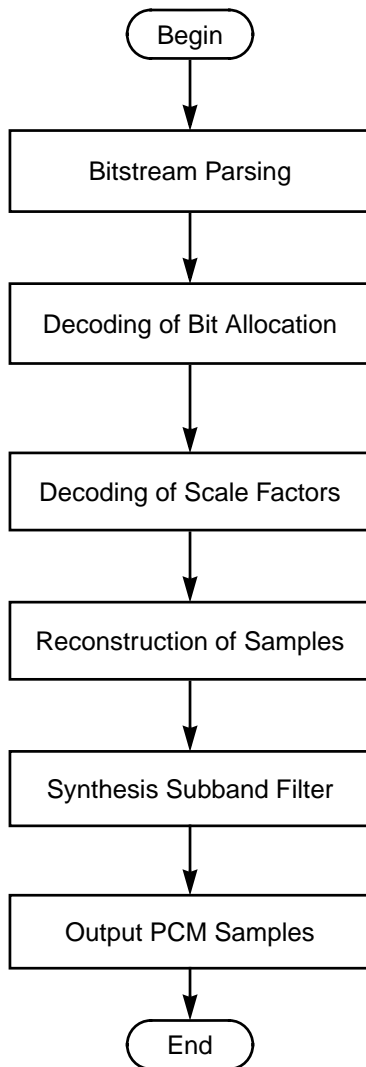 Begin
Bitstream Parsing
Decoding of Bit Allocation
Decoding of Scale Factors
Reconstruction of Samples
Synthesis Subband Filter
Output PCM Samples
End